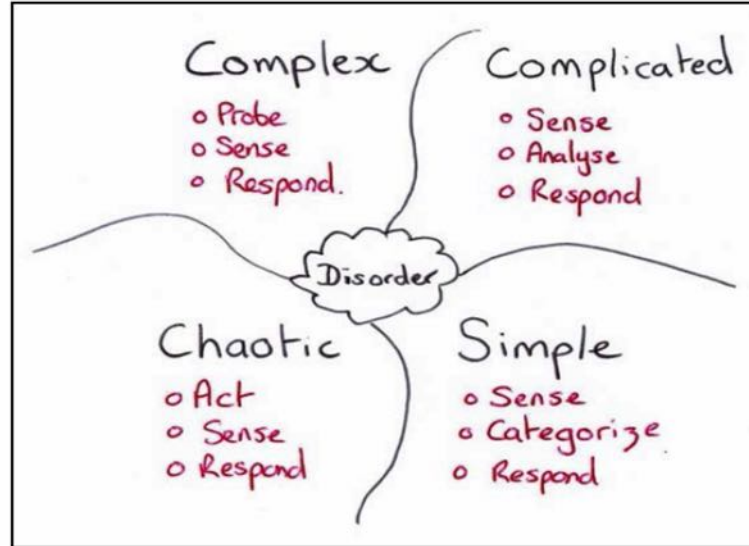 Complex
Probe
Sense
Respond.
Complicated
Sense
Analyse
Respond
Disorder
Chaotic
Act
Sense
Respond
Simple
Sense
Categorize
Respond